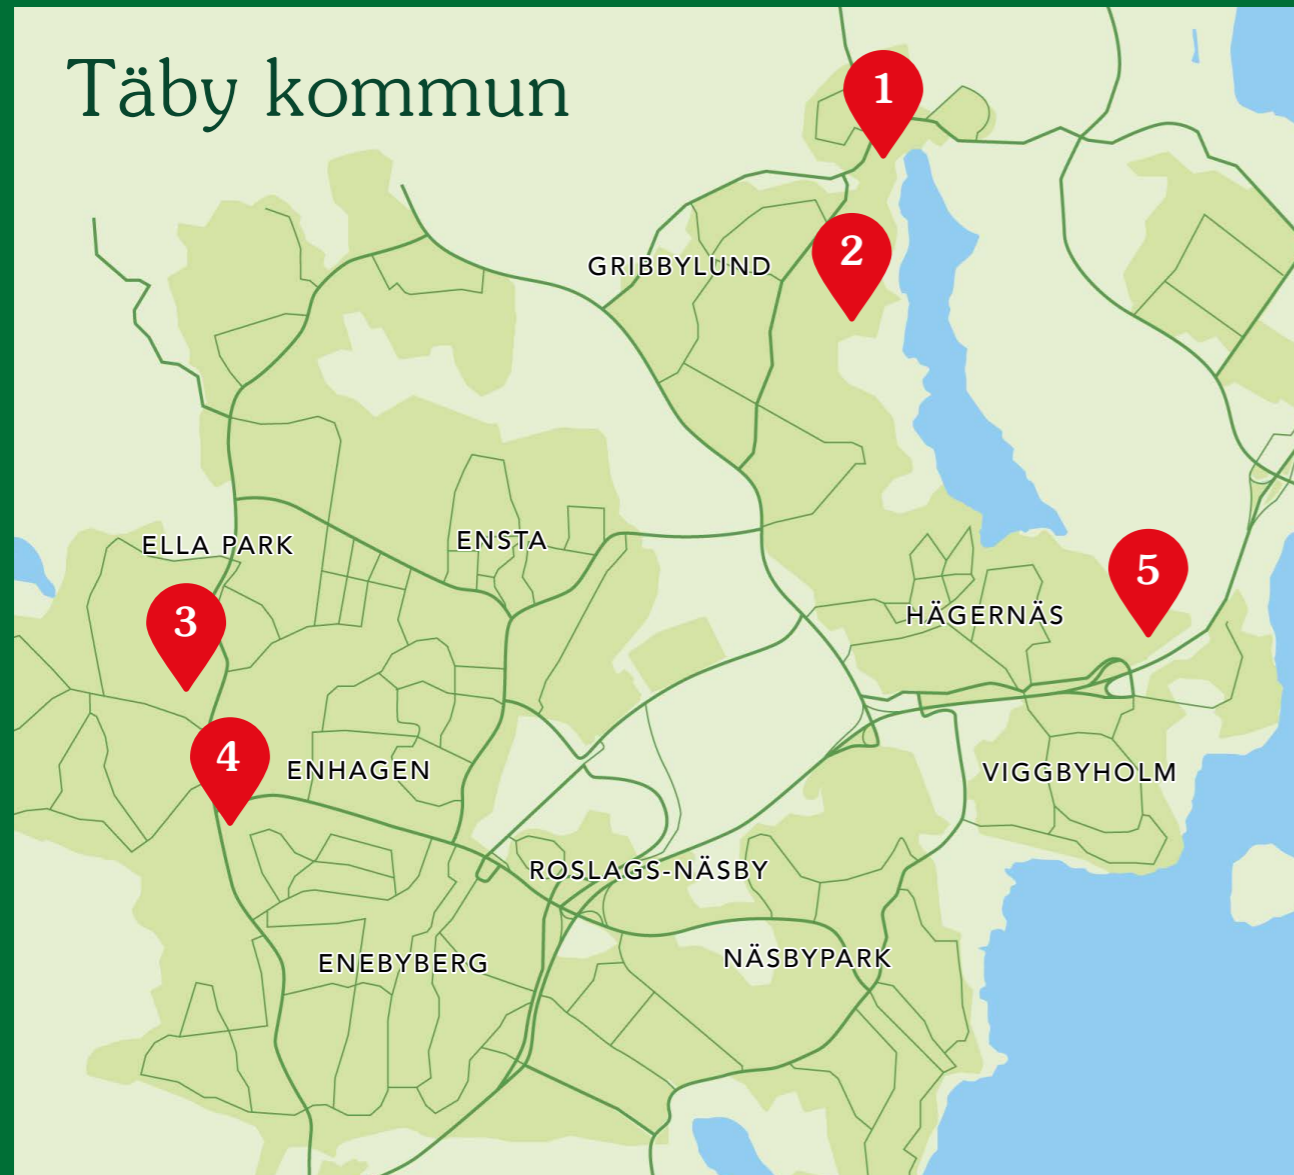 Täby kommun
1
2
GRIBBYLUND
ELLA PARK
ENSTA
3
5
HÄGERNÄS
4
ENHAGEN
VIGGBYHOLM
ROSLAGS-NÄSBY
ENEBYBERG
NÄSBYPARK